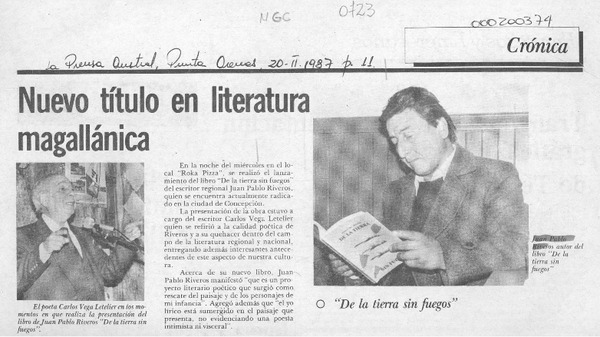 NGC 0723 000200374
Crónica
La Prensa Austral, Punta Arenas, 20-II-1987 p. 11
Nuevo título en literatura
magallánica
En la noche del miércoles en el lo-
cal "Roka Pizza", se realizó el lanza-
miento del libro "De la tierra sin fuegos"
del escritor regional Juan Pablo Riveros,
quien se encuentra actualmente radica-
do en la ciudad de Concepción.
La presentación de la obra estuvo a
cargo del escritor Carlos Vega Letelier
quien se refirió a la calidad poética de
Riveros y a su quehacer dentro del cam-
po de la literatura regional y nacional,
entregando además interesantes antece-
dentes de este aspecto de nuestra cultu-
ra.
Acerca de su nuevo libro, Juan
Pablo Riveros manifestó "que es un pro-
yecto literario poético que surgió como
rescate del paisaje y de los personajes de
mi infancia". Agregó además que "el yo
lírico está sumergido en el paisaje que
presenta, no evidenciando una poesía
intimista ni visceral".
El poeta Carlos Vega Letelier en los mo-
mentos en que realiza la presentación del
libro de Juan Pablo Riveros "De la tierra sin
fuegos".
DE LA TIERRA
Juan Pablo
Riveros autor del
libro "De la
tierra sin
fuegos"
"De la tierra sin fuegos"